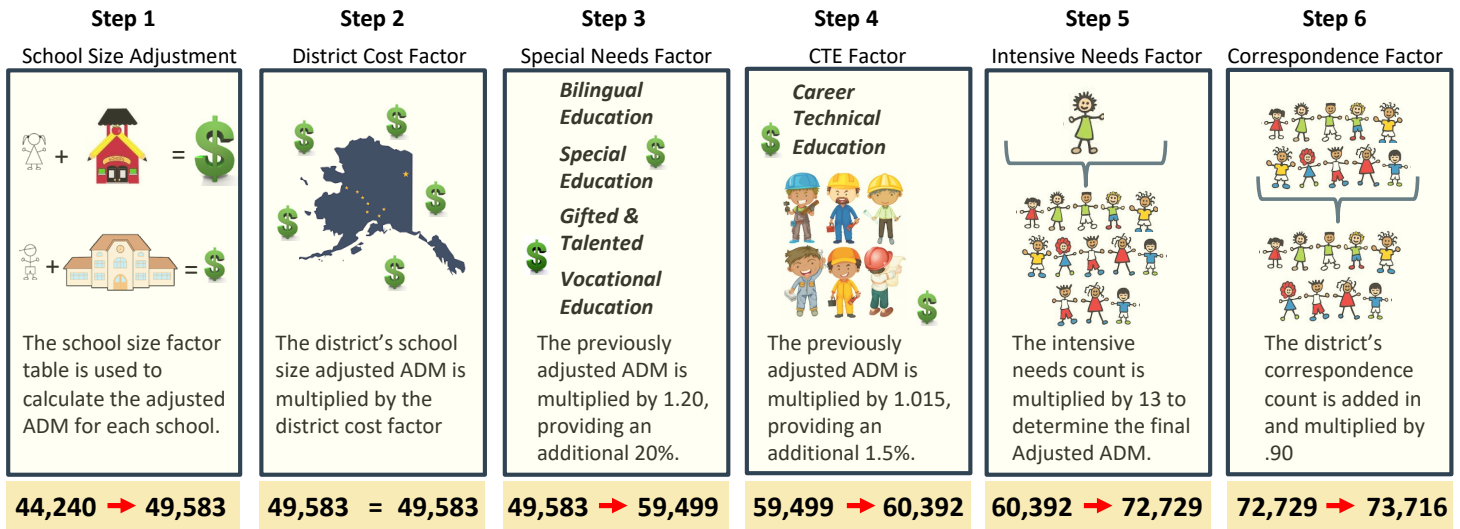 Step 1
School Size Adjustment
+
=
$
+
=
$
The school size factor
table is used to
calculate the adjusted
ADM for each school.
44,240 → 49,583
Step 2
District Cost Factor
$
$
$
$
$
The district's school
size adjusted ADM is
multiplied by the
district cost factor
49,583 = 49,583
Step 3
Special Needs Factor
Bilingual
Education
Special
Education
$
Gifted &
Talented
$
Vocational
Education
The previously
adjusted ADM is
multiplied by 1.20,
providing an
additional 20%.
49,583 → 59,499
Step 4
CTE Factor
Career
Technical
Education
$
$
The previously
adjusted ADM is
multiplied by 1.015,
providing an
additional 1.5%.
59,499 → 60,392
Step 5
Intensive Needs Factor
The intensive
needs count is
multiplied by 13 to
determine the final
Adjusted ADM.
60,392 → 72,729
Step 6
Correspondence Factor
The district's
correspondence
count is added in
and multiplied by
.90
72,729 → 73,716